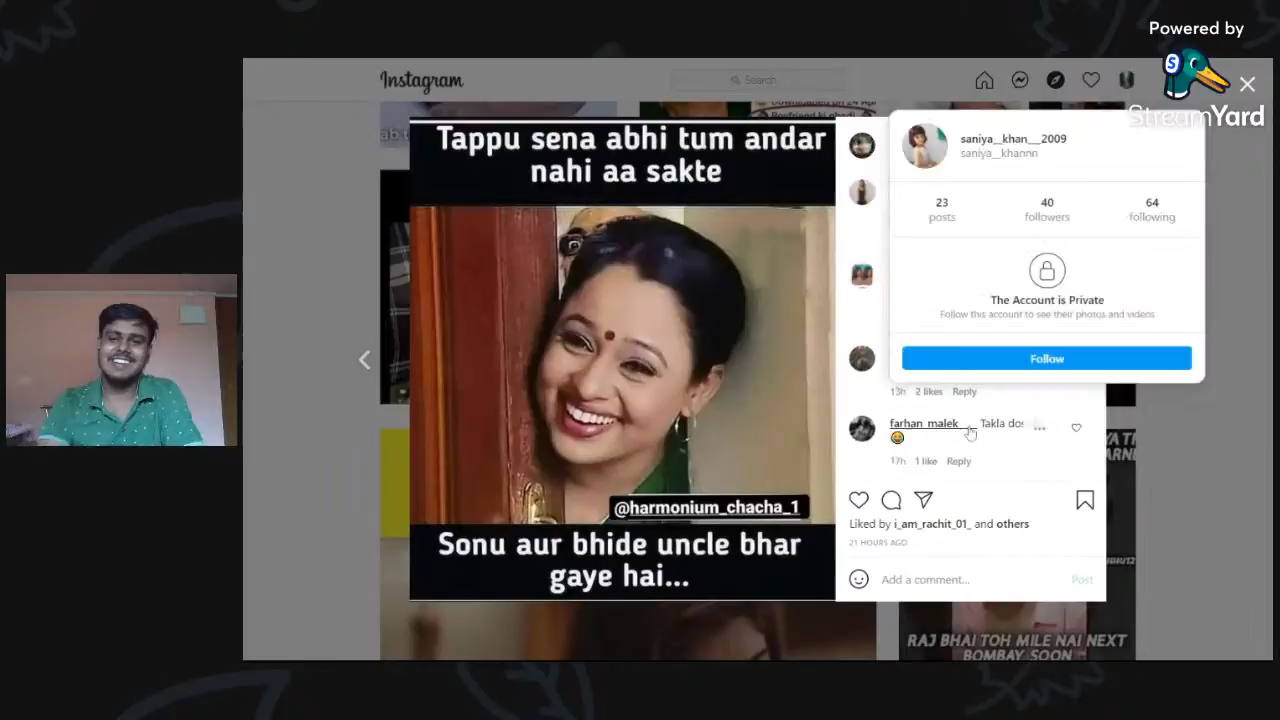 Powered by
StreamYard
Instagram
Search
Tappu sena abhi tum andar
nahi aa sakte
@harmonium_chacha_1
Sonu aur bhide uncle bhar
gaye hai...
saniya__khan___2009
saniya__khannn
23
posts
40
followers
64
following
The Account is Private
Follow this account to see their photos and videos.
Follow
13h 2 likes Reply
farhan_malek__ Takla dos
17h 1 like Reply
Liked by i_am_rachit_01_ and others
21 HOURS AGO
Add a comment...
Post
RAJ BHAI TOH MILE NAI NEXT
BOMBAY SOON